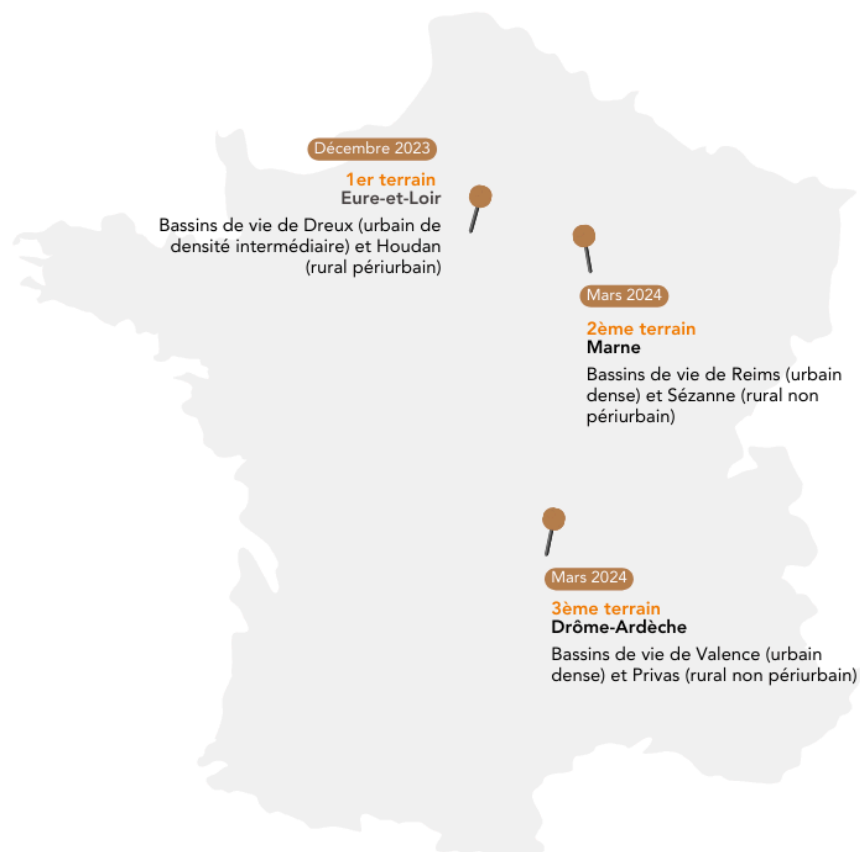 Décembre 2023
1er terrain
Eure-et-Loir
Bassins de vie de Dreux (urbain de
densité intermédiaire) et Houdan
(rural périurbain)
Mars 2024
2ème terrain
Marne
Bassins de vie de Reims (urbain
dense) et Sézanne (rural non
périurbain)
Mars 2024
3ème terrain
Drôme-Ardèche
Bassins de vie de Valence (urbain
dense) et Privas (rural non périurbain)